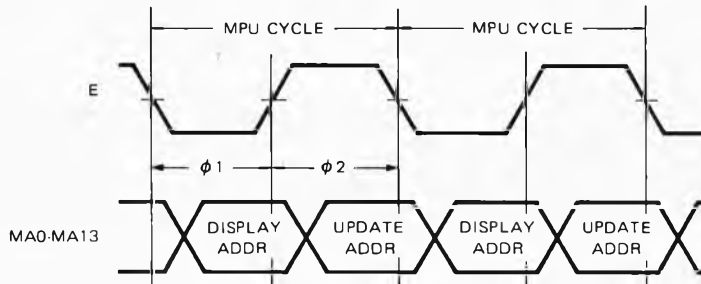 MPU CYCLE MPU CYCLE
E
ϕ1 ϕ2
MA0-MA13
DISPLAY ADDR
UPDATE ADDR
DISPLAY ADDR
UPDATE ADDR